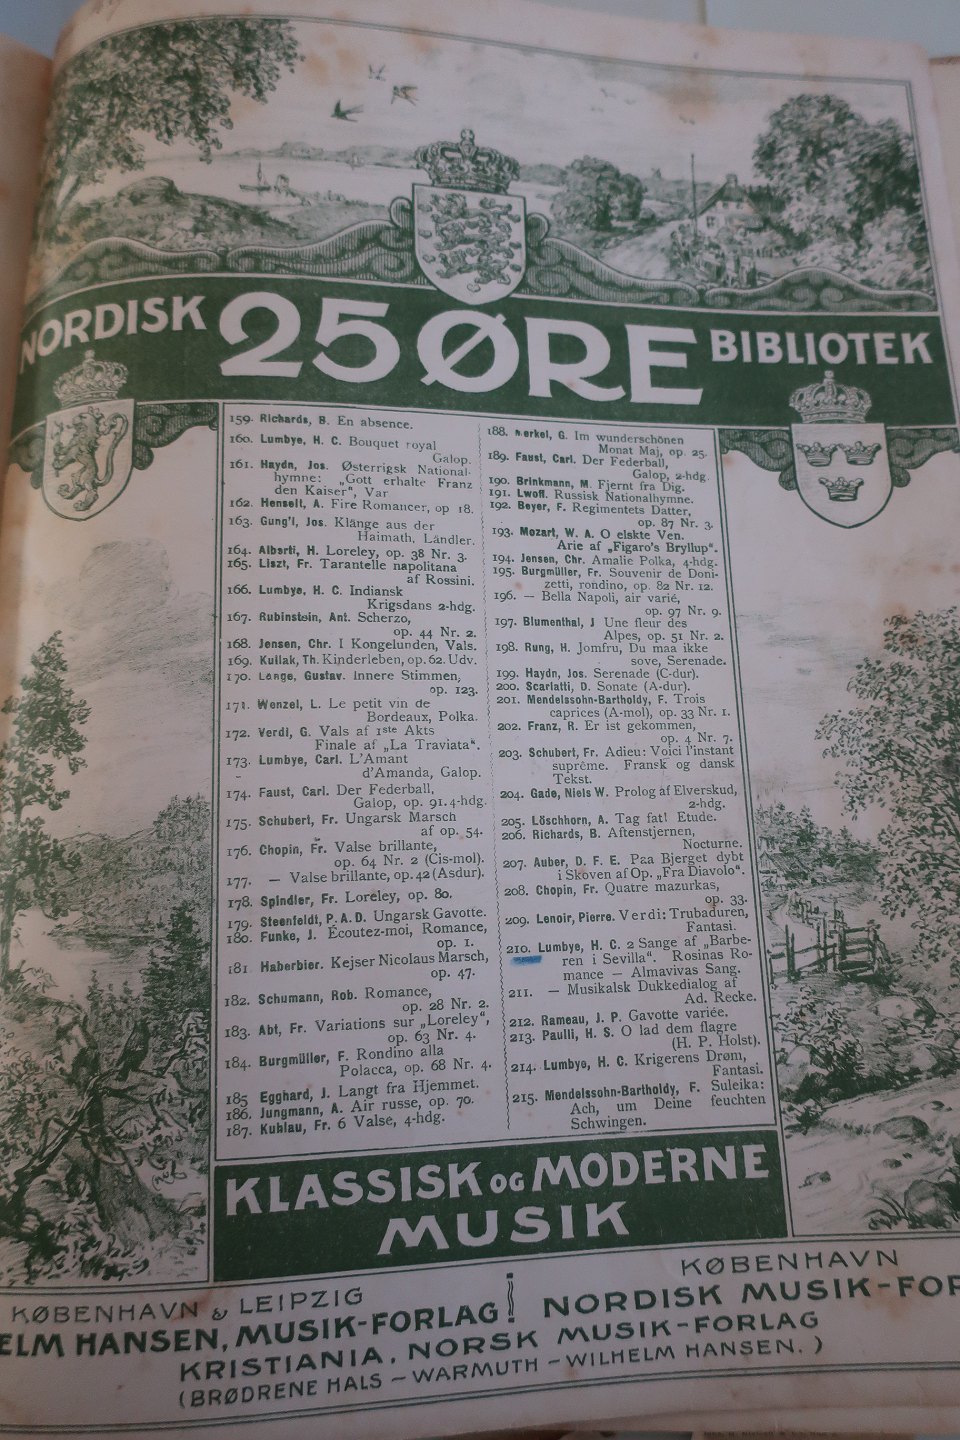 NORDISK 25 ØRE BIBLIOTEK
159. Richards, B. En absence.
160. Lumbye, H. C. Bouquet royal
Galop.
161. Haydn, Jos. Østerrigsk National-
hymne: „Gott erhalte Franz
den Kaiser", Var
162. Henselt, A. Fire Romancer, op 18.
163. Gung'l, Jos. Klänge aus der
Haimath, Ländler.
164. Alberti, H. Loreley, op. 38 Nr. 3.
165. Liszt, Fr. Tarantelle napolitana
af Rossini.
166. Lumbye, H. C. Indiansk
Krigsdans 2-hdg.
167. Rubinstein, Ant. Scherzo,
op. 44 Nr. 2.
168. Jensen, Chr. I Kongelunden, Vals.
169. Kullak, Th. Kinderleben, op. 62. Udv.
170. Lange, Gustav. Innere Stimmen,
op. 123.
171. Wenzel, L. Le petit vin de
Bordeaux, Polka.
172. Verdi, G. Vals af 1ste Akts
Finale af „La Traviata".
173. Lumbye, Carl. L'Amant
d'Amanda, Galop.
174. Faust, Carl. Der Federball,
Galop, op. 91. 4-hdg.
175. Schubert, Fr. Ungarsk Marsch
af op. 54.
176. Chopin, Fr. Valse brillante,
op. 64 Nr. 2 (Cis-mol).
177. — Valse brillante, op. 42 (Asdur).
178. Spindler, Fr. Loreley, op. 80.
179. Steenfeldt, P. A. D. Ungarsk Gavotte.
180. Funke, J. Écoutez-moi, Romance,
op. 1.
181. Haberbier. Kejser Nicolaus Marsch,
op. 47.
182. Schumann, Rob. Romance,
op. 28 Nr. 2.
183. Abt, Fr. Variations sur „Loreley",
op. 63 Nr. 4.
184. Burgmüller, F. Rondino alla
Polacca, op. 68 Nr. 4.
185 Egghard, J. Langt fra Hjemmet.
186. Jungmann, A. Air russe, op. 70.
187. Kuhlau, Fr. 6 Valse, 4-hdg.
188. Merkel, G. Im wunderschönen
Monat Maj, op. 25.
189. Faust, Carl. Der Federball,
Galop, 2-hdg.
190. Brinkmann, M. Fjernt fra Dig.
191. Lwoff. Russisk Nationalhymne.
192. Beyer, F. Regimentets Datter,
op. 87 Nr. 3.
193. Mozart, W. A. O elskte Ven.
Arie af „Figaro's Bryllup".
194. Jensen, Chr. Amalie Polka, 4-hdg.
195. Burgmüller, Fr. Souvenir de Doni-
zetti, rondino, op. 82 Nr. 12.
196. — Bella Napoli, air varié,
op. 97 Nr. 9.
197. Blumenthal, J Une fleur des
Alpes, op. 51 Nr. 2.
198. Rung, H. Jomfru, Du maa ikke
sove, Serenade.
199. Haydn, Jos. Serenade (C-dur).
200. Scarlatti, D. Sonate (A-dur).
201. Mendelssohn-Bartholdy, F. Trois
caprices (A-mol), op. 33 Nr. 1.
202. Franz, R. Er ist gekommen,
op. 4 Nr. 7.
203. Schubert, Fr. Adieu: Voici l'instant
suprême. Fransk og dansk
Tekst.
204. Gade, Niels W. Prolog af Elverskud,
2-hdg.
205. Löschhorn, A. Tag fat! Etude.
206. Richards, B. Aftenstjernen,
Nocturne.
207. Auber, D. F. E. Paa Bjerget dybt
i Skoven af Op. „Fra Diavolo".
208. Chopin, Fr. Quatre mazurkas,
op. 33.
209. Lenoir, Pierre. Verdi: Trubaduren,
Fantasi.
210. Lumbye, H. C. 2 Sange af „Barbe-
ren i Sevilla". Rosinas Ro-
mance — Almavivas Sang.
211. — Musikalsk Dukkedialog af
Ad. Recke.
212. Rameau, J. P. Gavotte variée.
213. Paulli, H. S. O lad dem flagre
(H. P. Holst).
214. Lumbye, H. C. Krigerens Drøm,
Fantasi.
215. Mendelssohn-Bartholdy, F. Suleika:
Ach, um Deine feuchten
Schwingen.
KLASSISK OG MODERNE
MUSIK
KØBENHAVN & LEIPZIG
ELM HANSEN, MUSIK-FORLAG
KØBENHAVN
NORDISK MUSIK-FOR
KRISTIANIA, NORSK MUSIK-FORLAG
(BRØDRENE HALS – WARMUTH – WILHELM HANSEN.)